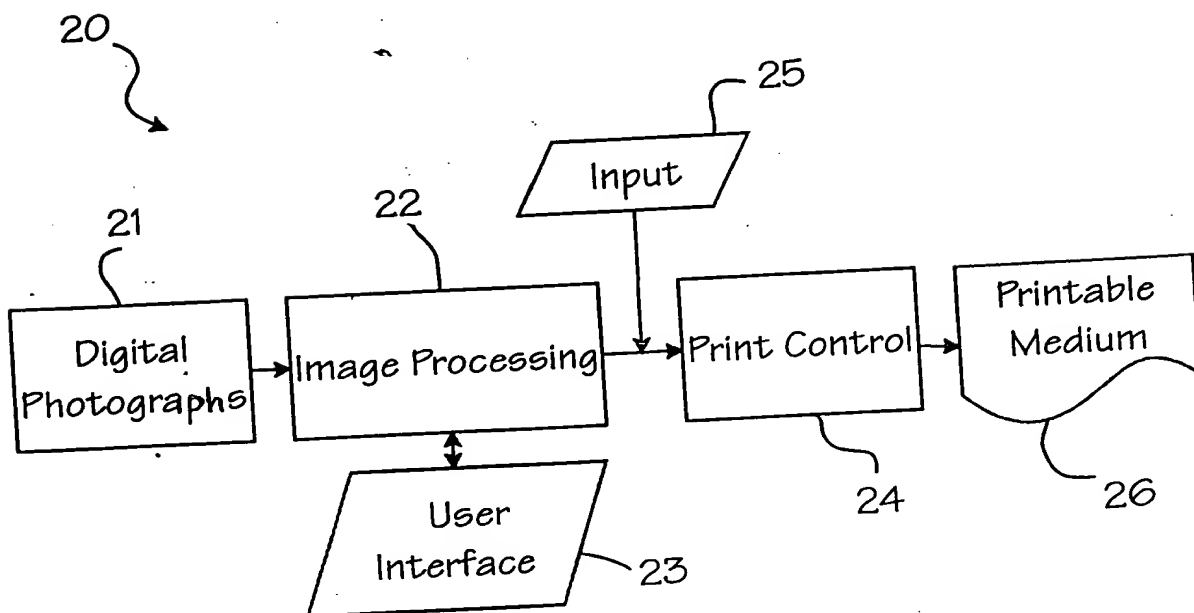 20
25
Input
21
22
Digital
Photographs
Image Processing
Print Control
Printable
Medium
User
Interface
23
24
26